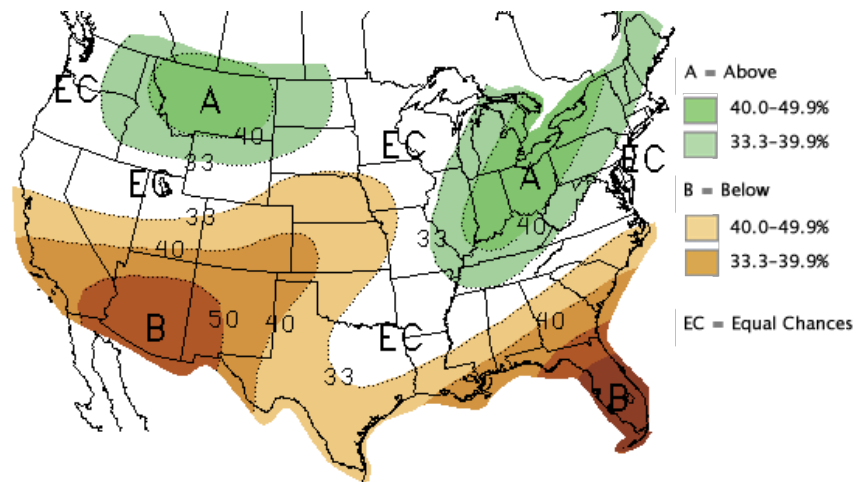 EC
A
40
33
EC
EC
33
40
B
50
40
33
EC
33
A
40
EC
40
B
A = Above
40.0-49.9%
33.3-39.9%
B = Below
40.0-49.9%
33.3-39.9%
EC = Equal Chances